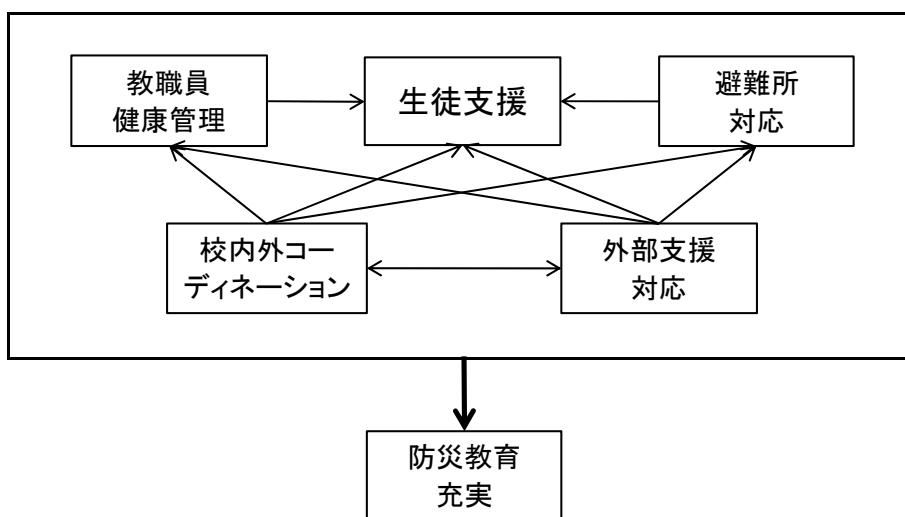 教職員
健康管理
生徒支援
避難所
対応
校内外コー
ディネーション
外部支援
対応
防災教育
充実